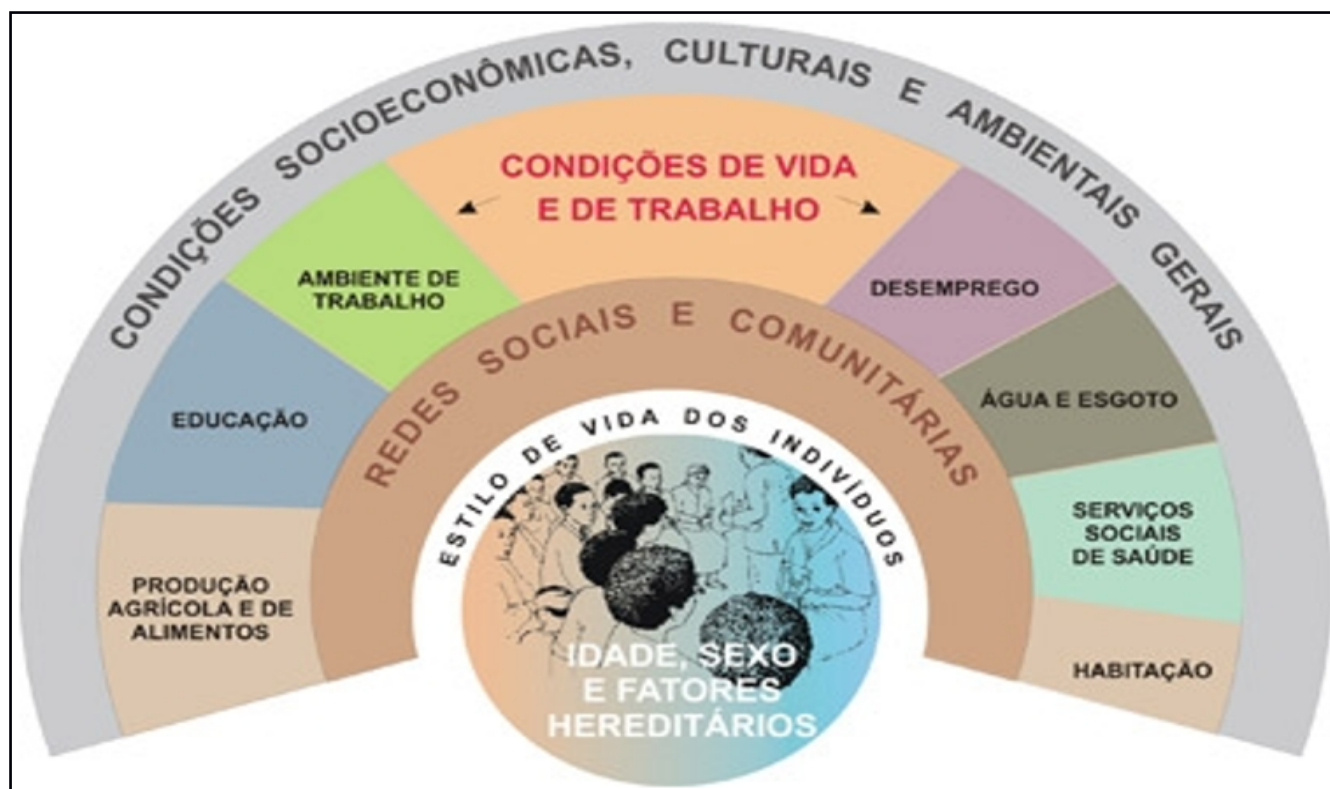 CONDIÇÕES SOCIOECONÔMICAS, CULTURAIS E AMBIENTAIS GERAIS
CONDIÇÕES DE VIDA
E DE TRABALHO
AMBIENTE DE
TRABALHO
DESEMPREGO
EDUCAÇÃO
ÁGUA E ESGOTO
PRODUÇÃO
AGRÍCOLA E DE
ALIMENTOS
SERVIÇOS
SOCIAIS
DE SAÚDE
HABITAÇÃO
REDES SOCIAIS E COMUNITÁRIAS
ESTILO DE VIDA DOS INDIVÍDUOS
IDADE, SEXO
E FATORES
HEREDITÁRIOS